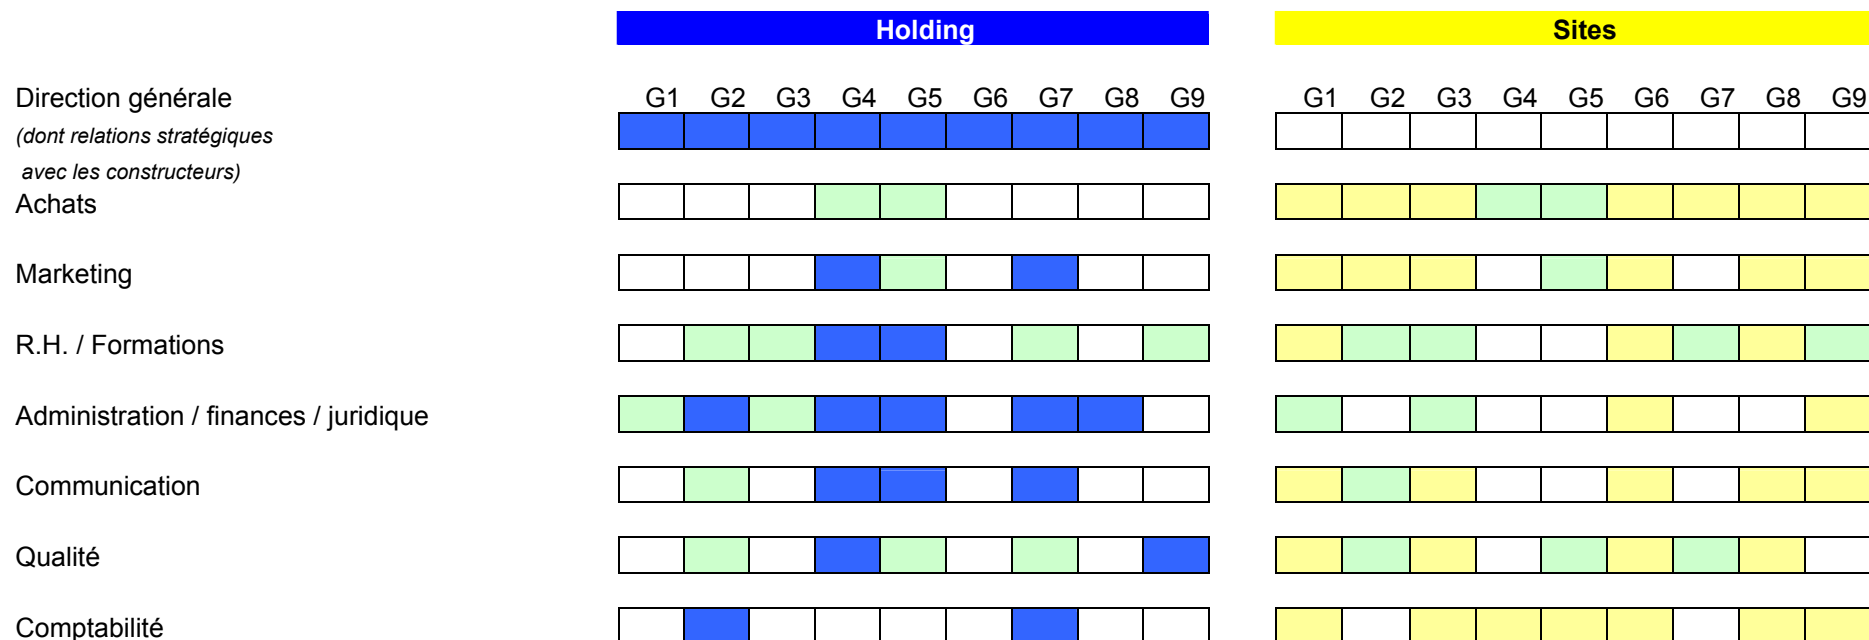 Holding Sites
Direction générale G1 G2 G3 G4 G5 G6 G7 G8 G9 G1 G2 G3 G4 G5 G6 G7 G8 G9
(dont relations stratégiques
avec les constructeurs)
Achats
Marketing
R.H. / Formations
Administration / finances / juridique
Communication
Qualité
Comptabilité